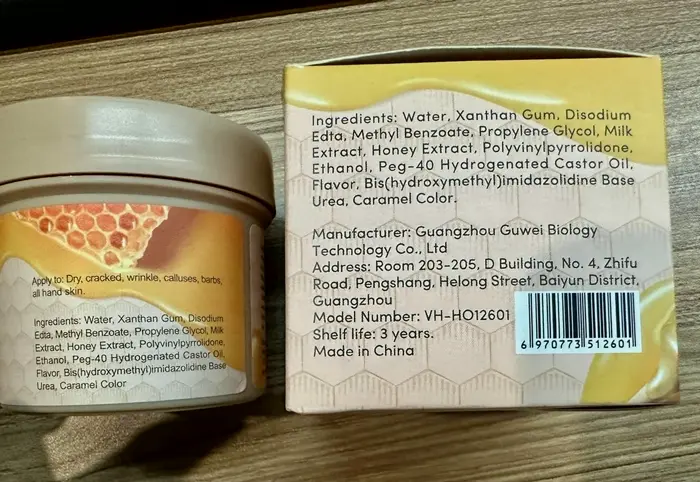 Apply to: Dry, cracked, wrinkle, calluses, barbs,
all hand skin.
Ingredients: Water, Xanthan Gum, Disodium
Edta, Methyl Benzoate, Propylene Glycol, Milk
Extract, Honey Extract, Polyvinylpyrrolidone,
Ethanol, Peg-40 Hydrogenated Castor Oil,
Flavor, Bis(hydroxymethyl)imidazolidine Base
Urea, Caramel Color
Ingredients: Water, Xanthan Gum, Disodium
Edta, Methyl Benzoate, Propylene Glycol, Milk
Extract, Honey Extract, Polyvinylpyrrolidone,
Ethanol, Peg-40 Hydrogenated Castor Oil,
Flavor, Bis(hydroxymethyl)imidazolidine Base
Urea, Caramel Color.
Manufacturer: Guangzhou Guwei Biology
Technology Co., Ltd
Address: Room 203-205, D Building, No. 4, Zhifu
Road, Pengshang, Helong Street, Baiyun District,
Guangzhou
Model Number: VH-HO12601
Shelf life: 3 years.
Made in China
6 970773 512601